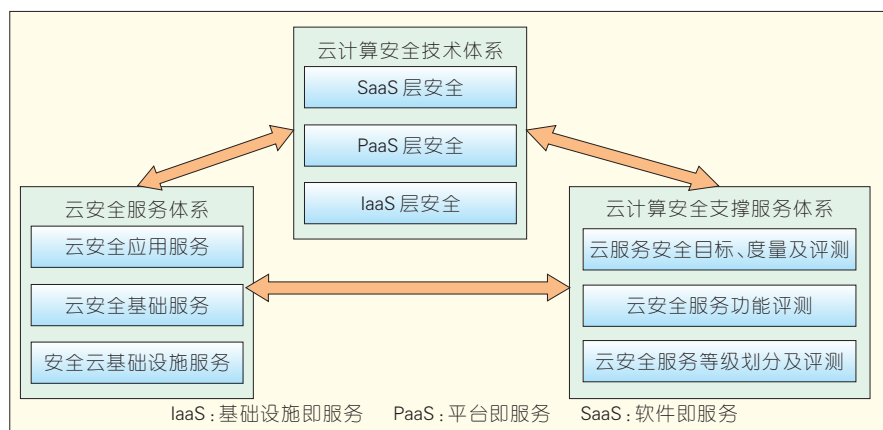 云计算安全技术体系
SaaS 层安全
PaaS 层安全
IaaS 层安全
云安全服务体系
云安全应用服务
云安全基础服务
安全云基础设施服务
云计算安全支撑服务体系
云服务安全目标、度量及评测
云安全服务功能评测
云安全服务等级划分及评测
IaaS：基础设施即服务 PaaS：平台即服务 SaaS：软件即服务